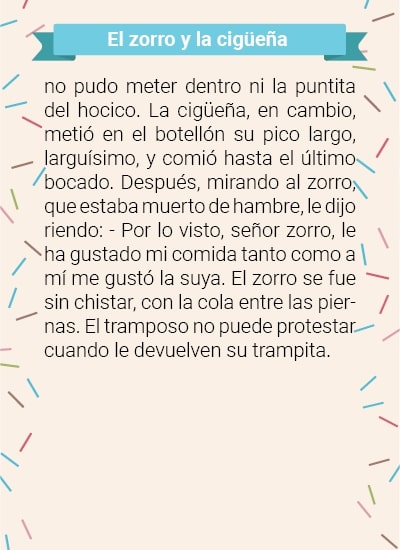 El zorro y la cigüeña
no pudo meter dentro ni la puntita
del hocico. La cigüeña, en cambio,
metió en el botellón su pico largo,
larguísimo, y comió hasta el último
bocado. Después, mirando al zorro,
que estaba muerto de hambre, le dijo
riendo: - Por lo visto, señor zorro, le
ha gustado mi comida tanto como a
mí me gustó la suya. El zorro se fue
sin chistar, con la cola entre las pier-
nas. El tramposo no puede protestar
cuando le devuelven su trampita.